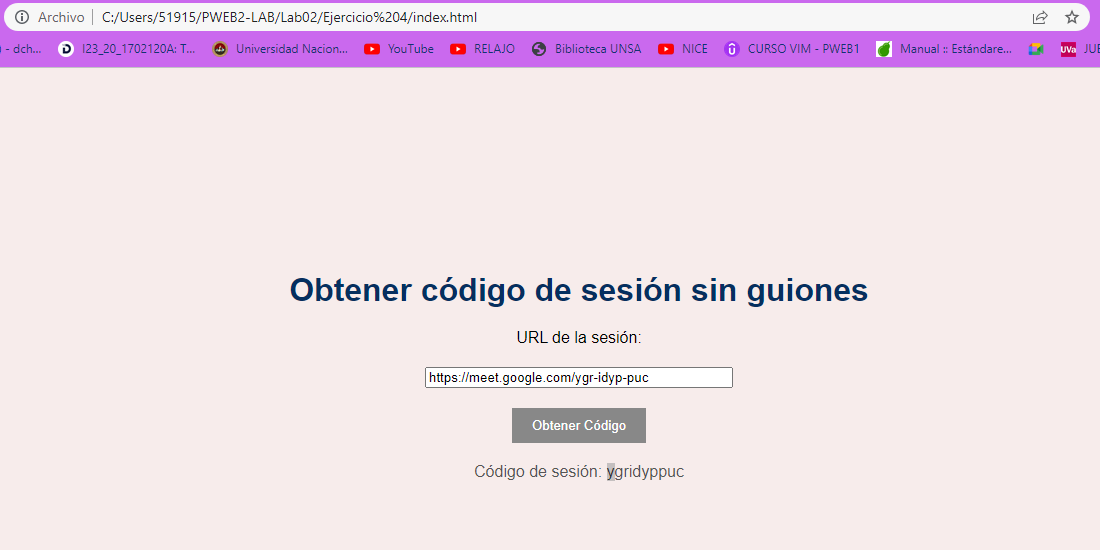 Archivo C:/Users/51915/PWEB2-LAB/Lab02/Ejercicio%204/index.html
- dch... I23_20_1702120A: T... Universidad Nacion... YouTube RELAJO Biblioteca UNSA NICE CURSO VIM - PWEB1 Manual :: Estándare... UVa
Obtener código de sesión sin guiones
URL de la sesión:
https://meet.google.com/ygr-idyp-puc
Obtener Código
Código de sesión: ygridyppuc